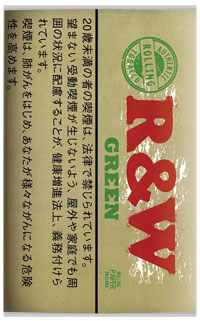 20歳未満の者の喫煙は、法律で禁じられています。
望まない受動喫煙が生じないよう、屋外や家庭でも周
囲の状況に配慮することが、健康増進法上、義務付けら
れています。
喫煙は、肺がんをはじめ、あなたが様々ながんになる危険
性を高めます。
AUTHENTIC
ROLLING
TOBACCO
R&W
GREEN
ROLLING
PAPER
INCLUDED